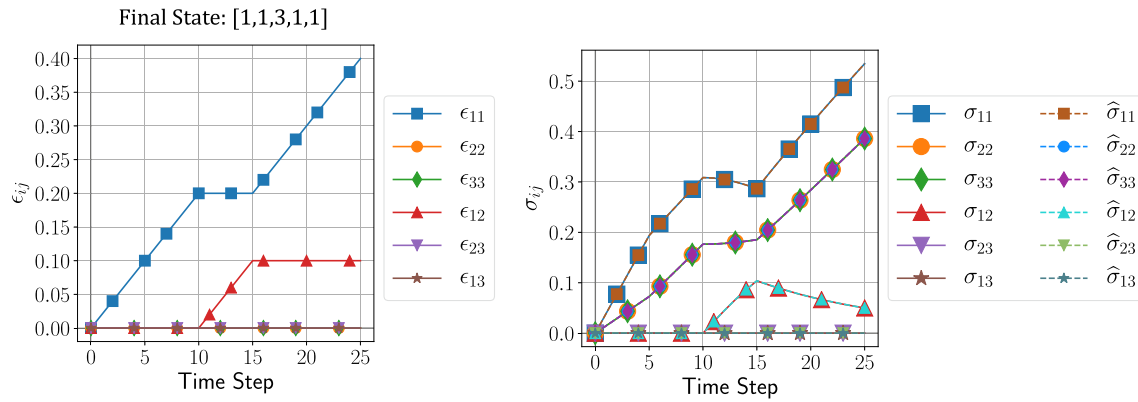 Final State: [1,1,3,1,1]
0.40
0.35
0.30
0.25
0.20
0.15
0.10
0.05
0.00
ϵij
0 5 10 15 20 25
Time Step
ϵ11
ϵ22
ϵ33
ϵ12
ϵ23
ϵ13
0.5
0.4
0.3
0.2
0.1
0.0
σij
0 5 10 15 20 25
Time Step
σ11 σ̂11
σ22 σ̂22
σ33 σ̂33
σ12 σ̂12
σ23 σ̂23
σ13 σ̂13